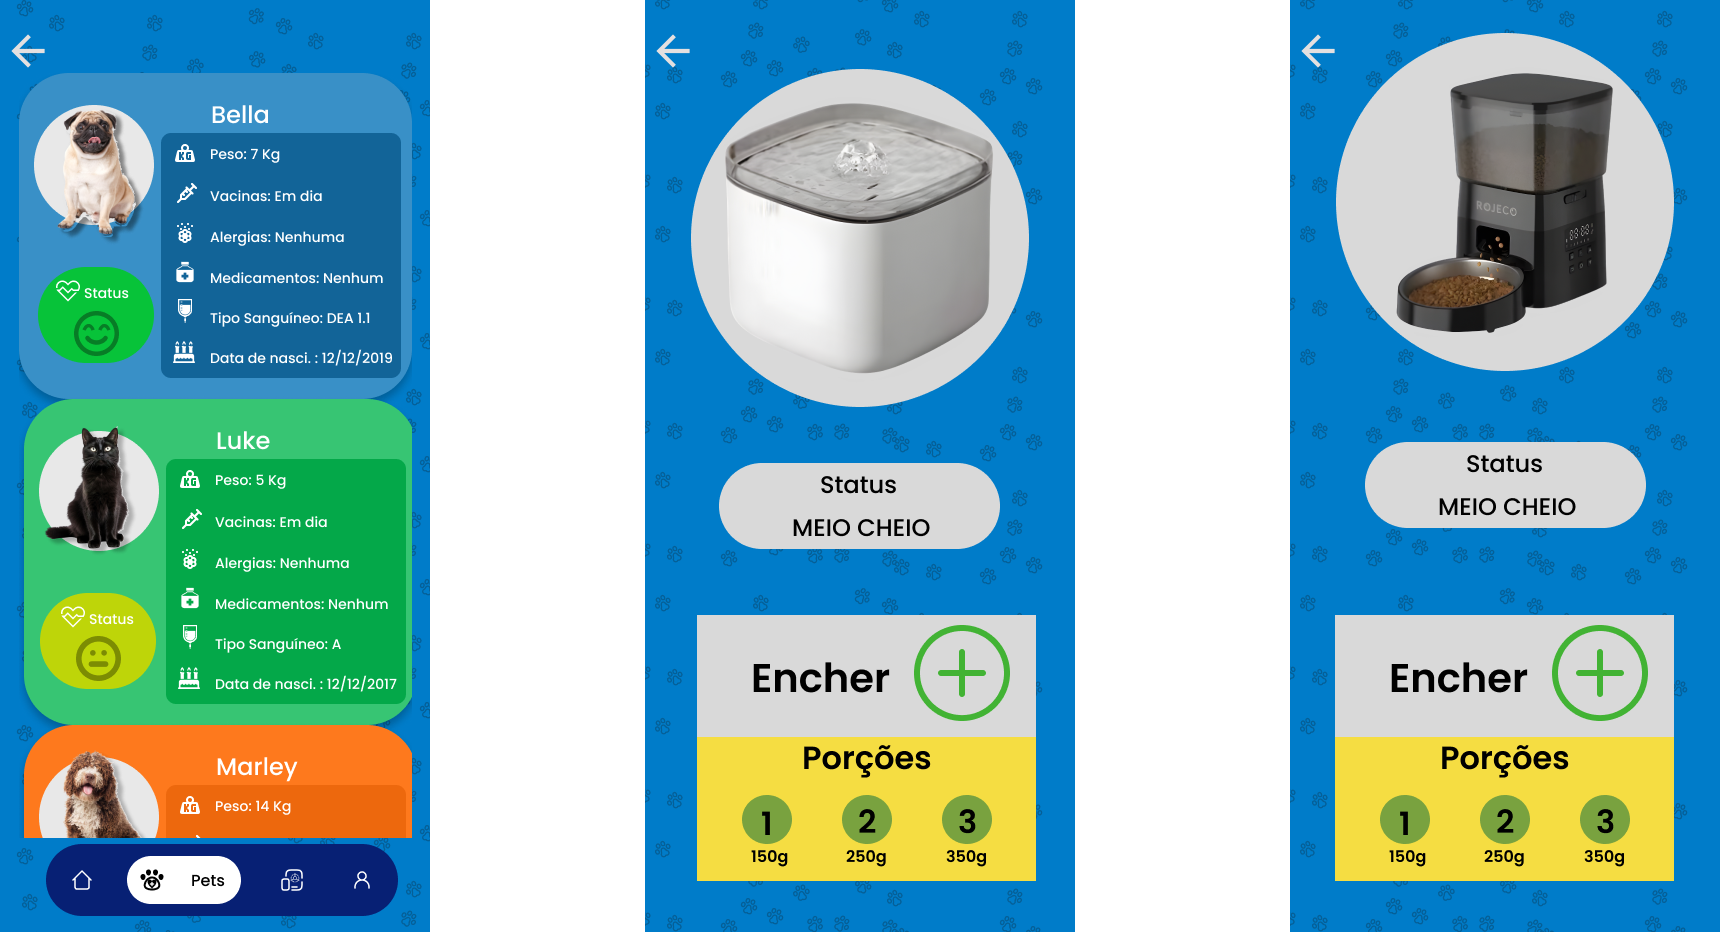 Bella
Peso: 7 Kg
Vacinas: Em dia
Alergias: Nenhuma
Medicamentos: Nenhum
Tipo Sanguíneo: DEA 1.1
Data de nasci. : 12/12/2019
Status
Luke
Peso: 5 Kg
Vacinas: Em dia
Alergias: Nenhuma
Medicamentos: Nenhum
Tipo Sanguíneo: A
Data de nasci. : 12/12/2017
Status
Marley
Peso: 14 Kg
Pets
Status
MEIO CHEIO
Encher
Porções
1 2 3
150g 250g 350g
ROJECO
Status
MEIO CHEIO
Encher
Porções
1 2 3
150g 250g 350g